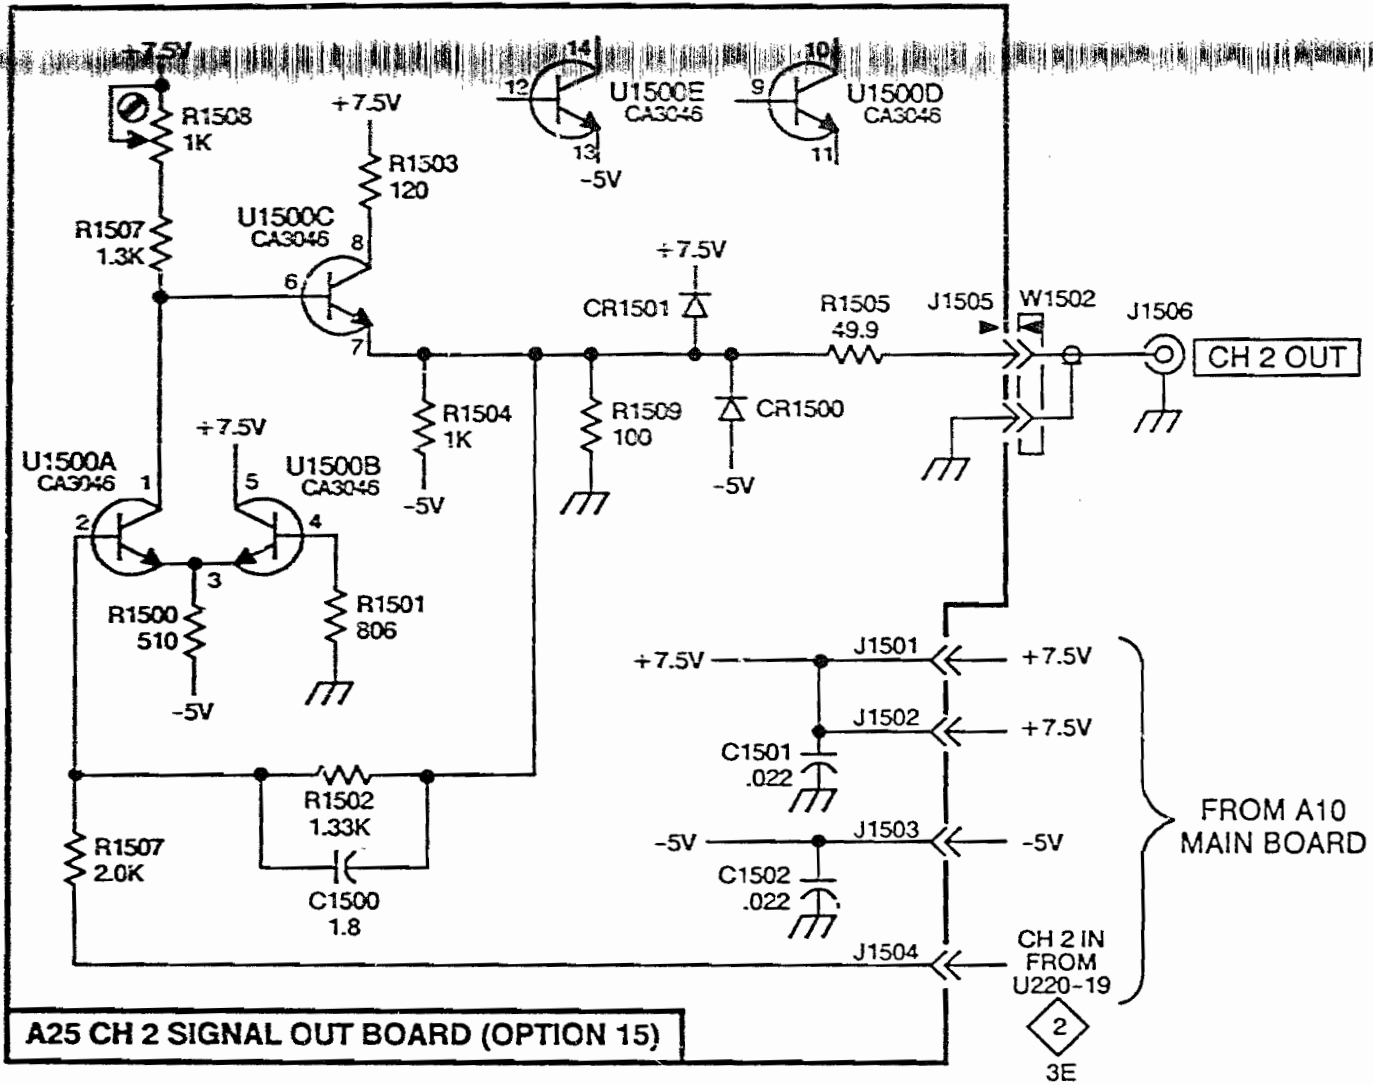 +7.5V
R1508
1K
R1507
1.3K
U1500C
CA3046
6
8
7
+7.5V
R1503
120
12
14
13
U1500E
CA3046
-5V
9
10
11
U1500D
CA3046
+7.5V
CR1501
R1505
49.9
J1505
W1502
J1506
CH 2 OUT
R1504
1K
-5V
R1509
100
CR1500
-5V
U1500A
CA3046
1
2
+7.5V
5
U1500B
CA3046
4
3
R1500
510
-5V
R1501
806
R1502
1.33K
C1500
1.8
R1507
2.0K
+7.5V
J1501
+7.5V
J1502
+7.5V
C1501
.022
-5V
J1503
-5V
C1502
.022
J1504
CH 2 IN
FROM
U220-19
2
3E
FROM A10
MAIN BOARD
A25 CH 2 SIGNAL OUT BOARD (OPTION 15)